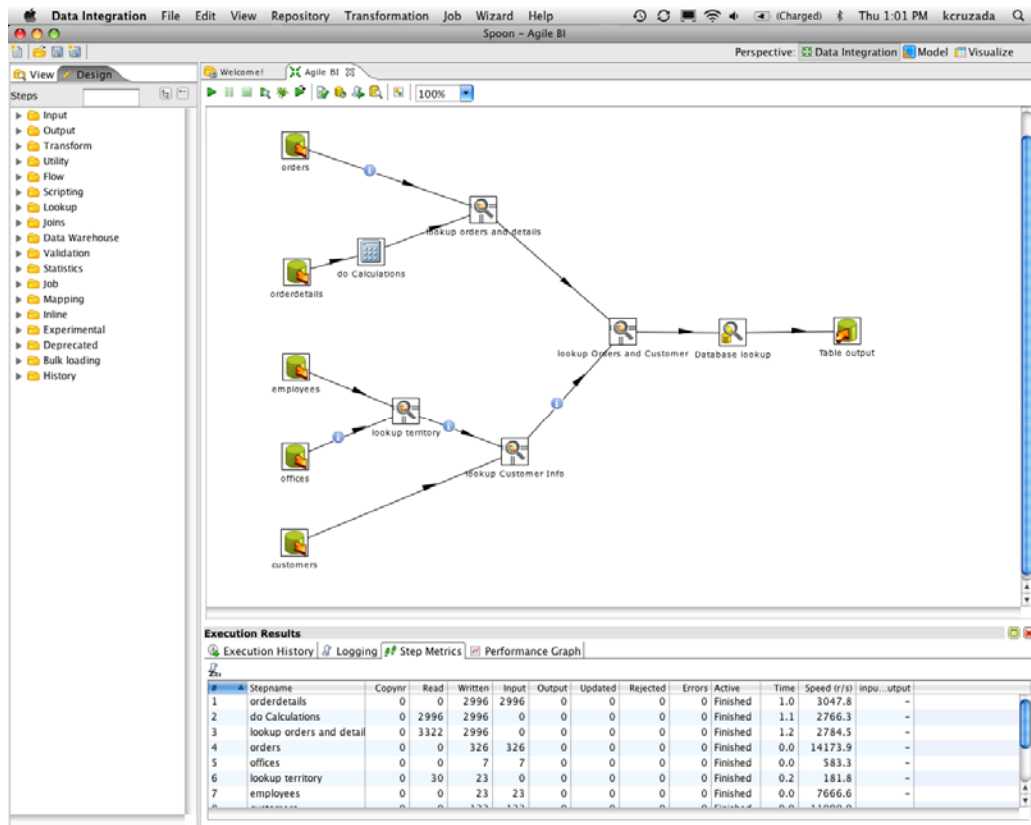 Data Integration File Edit View Repository Transformation Job Wizard Help (Charged) Thu 1:01 PM kcruzada
Spoon - Agile BI
Perspective: Data Integration Model Visualize
View Design
Welcome! Agile BI
Steps
100%
Input
Output
Transform
Utility
Flow
Scripting
Lookup
Joins
Data Warehouse
Validation
Statistics
Job
Mapping
Inline
Experimental
Deprecated
Bulk loading
History
orders
lookup orders and details
do Calculations
orderdetails
lookup Orders and Customer
Database lookup
Table output
employees
lookup territory
offices
lookup Customer Info
customers
Execution Results
Execution History Logging Step Metrics Performance Graph
# Stepname Copynr Read Written Input Output Updated Rejected Errors Active Time Speed (r/s) inpu...utput
1 orderdetails 0 0 2996 2996 0 0 0 0 Finished 1.0 3047.8 -
2 do Calculations 0 2996 2996 0 0 0 0 0 Finished 1.1 2766.3 -
3 lookup orders and detail 0 3322 2996 0 0 0 0 0 Finished 1.2 2784.5 -
4 orders 0 0 326 326 0 0 0 0 Finished 0.0 14173.9 -
5 offices 0 0 7 7 0 0 0 0 Finished 0.0 583.3 -
6 lookup territory 0 30 23 0 0 0 0 0 Finished 0.2 181.8 -
7 employees 0 0 23 23 0 0 0 0 Finished 0.0 7666.6 -